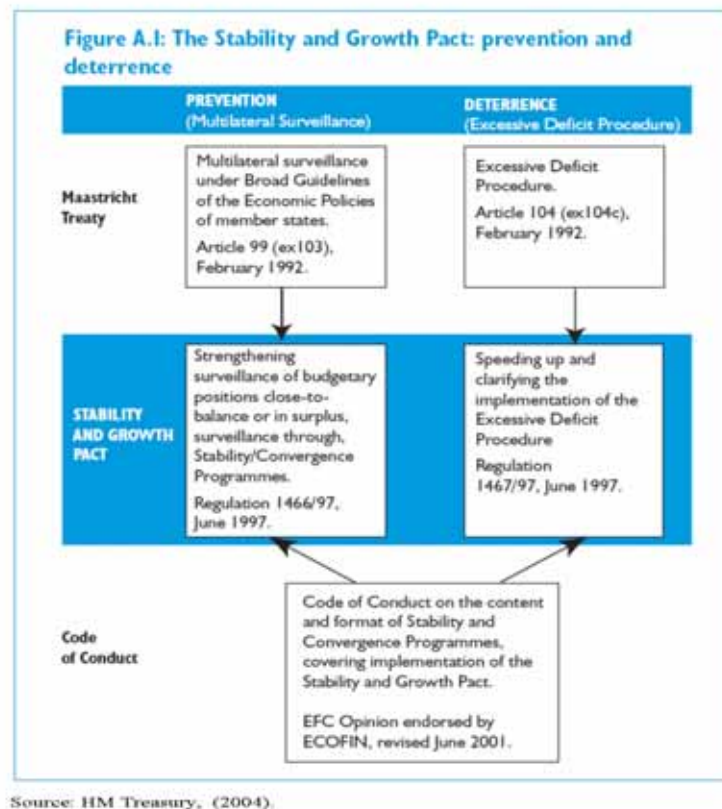 Figure A.1: The Stability and Growth Pact: prevention and
deterrence
PREVENTION
(Multilateral Surveillance)
DETERRENCE
(Excessive Deficit Procedure)
Maastricht
Treaty
Multilateral surveillance
under Broad Guidelines
of the Economic Policies
of member states.
Article 99 (ex103),
February 1992.
Excessive Deficit
Procedure.
Article 104 (ex104c),
February 1992.
STABILITY
AND GROWTH
PACT
Strengthening
surveillance of budgetary
positions close-to-
balance or in surplus,
surveillance through,
Stability/Convergence
Programmes.
Regulation 1466/97,
June 1997.
Speeding up and
clarifying the
implementation of the
Excessive Deficit
Procedure
Regulation
1467/97, June 1997.
Code
of Conduct
Code of Conduct on the content
and format of Stability and
Convergence Programmes,
covering implementation of the
Stability and Growth Pact.
EFC Opinion endorsed by
ECOFIN, revised June 2001.
Source: HM Treasury, (2004).